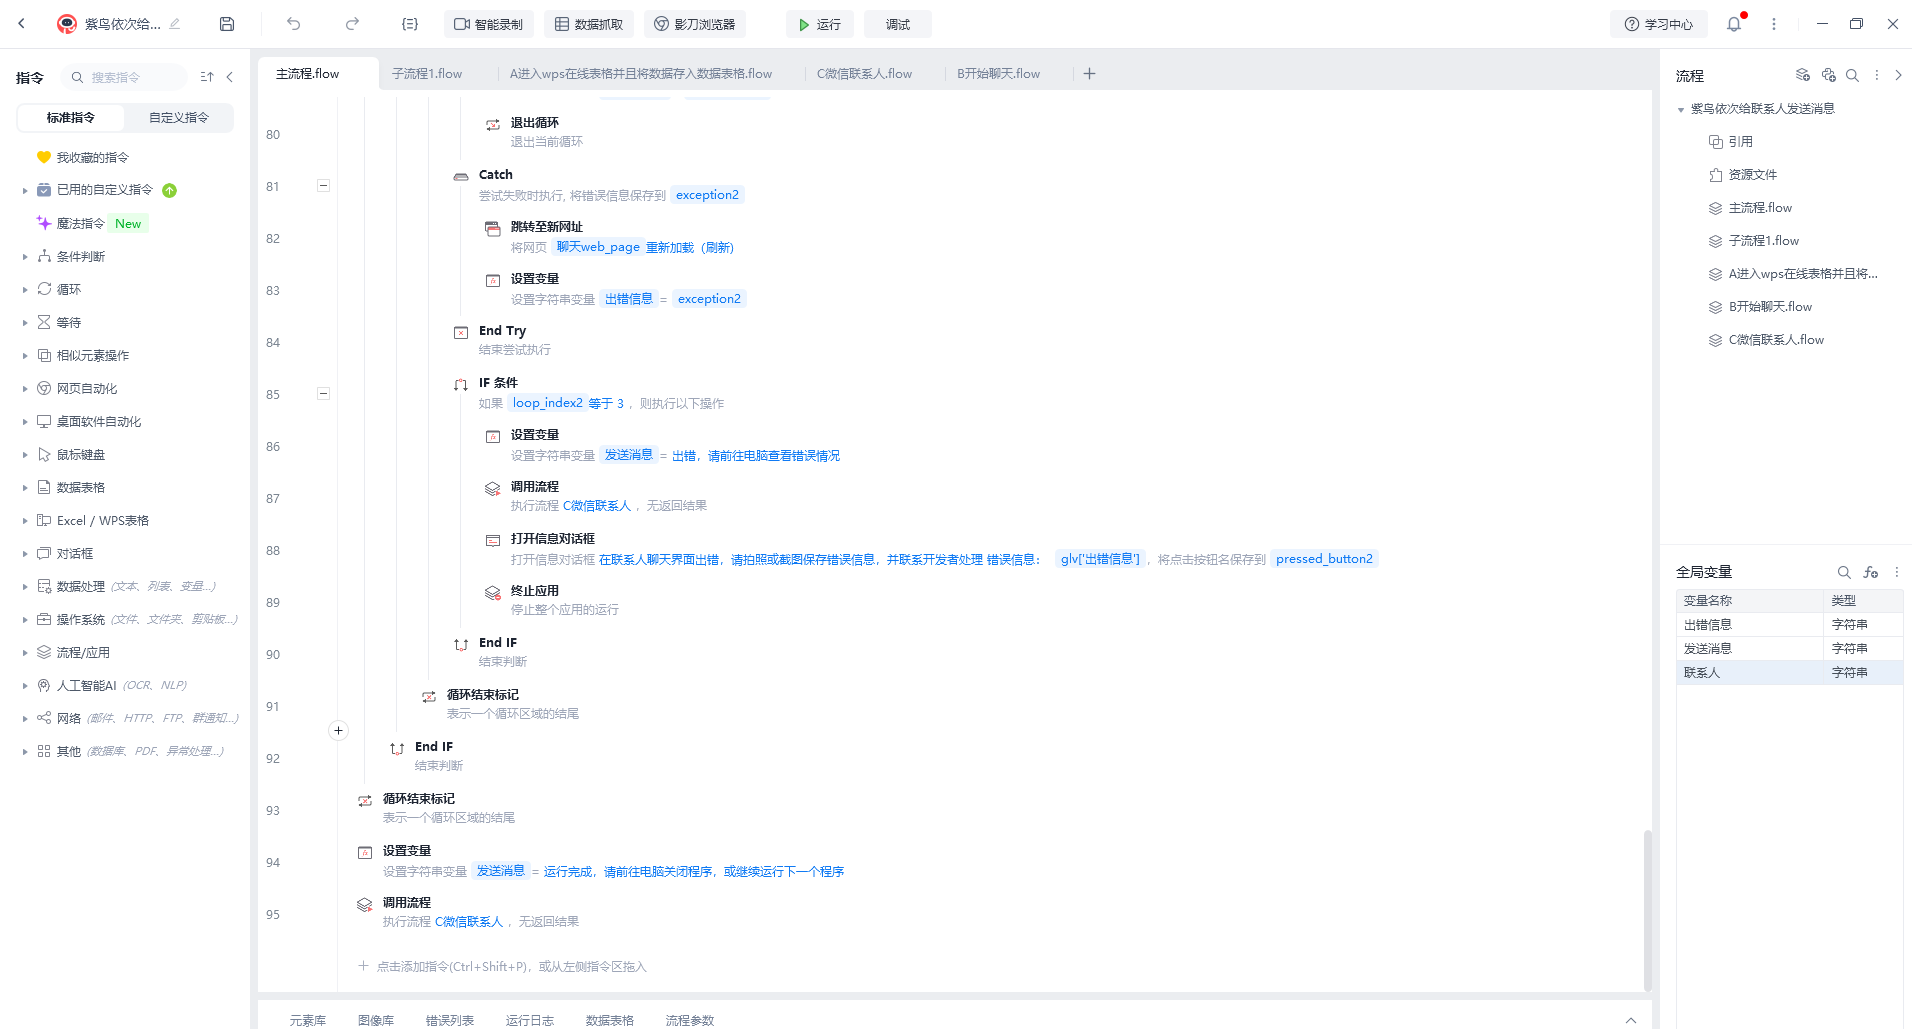 紫鸟依次给...
智能录制
数据抓取
影刀浏览器
运行
调试
学习中心
指令
搜索指令
标准指令
自定义指令
我收藏的指令
已用的自定义指令
魔法指令 New
条件判断
循环
等待
相似元素操作
网页自动化
桌面软件自动化
鼠标键盘
数据表格
Excel / WPS表格
对话框
数据处理 (文本、列表、变量...)
操作系统 (文件、文件夹、剪贴板...)
流程/应用
人工智能AI (OCR、NLP)
网络 (邮件、HTTP、FTP、群通知...)
其他 (数据库、PDF、异常处理...)
主流程.flow
子流程1.flow
A进入wps在线表格并且将数据存入数据表格.flow
C微信联系人.flow
B开始聊天.flow
80
退出循环
退出当前循环
81
Catch
尝试失败时执行, 将错误信息保存到 exception2
82
跳转至新网址
将网页 聊天web_page 重新加载（刷新）
83
设置变量
设置字符串变量 出错信息 = exception2
84
End Try
结束尝试执行
85
IF 条件
如果 loop_index2 等于 3 ，则执行以下操作
86
设置变量
设置字符串变量 发送消息 = 出错，请前往电脑查看错误情况
87
调用流程
执行流程 C微信联系人 ，无返回结果
88
打开信息对话框
打开信息对话框 在联系人聊天界面出错，请拍照或截图保存错误信息，并联系开发者处理 错误信息： glv['出错信息'] ，将点击按钮名保存到 pressed_button2
89
终止应用
停止整个应用的运行
90
End IF
结束判断
91
循环结束标记
表示一个循环区域的结尾
92
End IF
结束判断
93
循环结束标记
表示一个循环区域的结尾
94
设置变量
设置字符串变量 发送消息 = 运行完成，请前往电脑关闭程序，或继续运行下一个程序
95
调用流程
执行流程 C微信联系人 ，无返回结果
点击添加指令(Ctrl+Shift+P)，或从左侧指令区拖入
元素库
图像库
错误列表
运行日志
数据表格
流程参数
流程
紫鸟依次给联系人发送消息
引用
资源文件
主流程.flow
子流程1.flow
A进入wps在线表格并且将...
B开始聊天.flow
C微信联系人.flow
全局变量
变量名称 类型
出错信息 字符串
发送消息 字符串
联系人 字符串